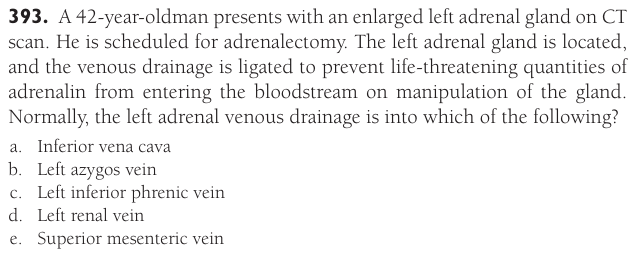 393. A 42-year-oldman presents with an enlarged left adrenal gland on CT
scan. He is scheduled for adrenalectomy. The left adrenal gland is located,
and the venous drainage is ligated to prevent life-threatening quantities of
adrenalin from entering the bloodstream on manipulation of the gland.
Normally, the left adrenal venous drainage is into which of the following?
a. Inferior vena cava
b. Left azygos vein
c. Left inferior phrenic vein
d. Left renal vein
e. Superior mesenteric vein